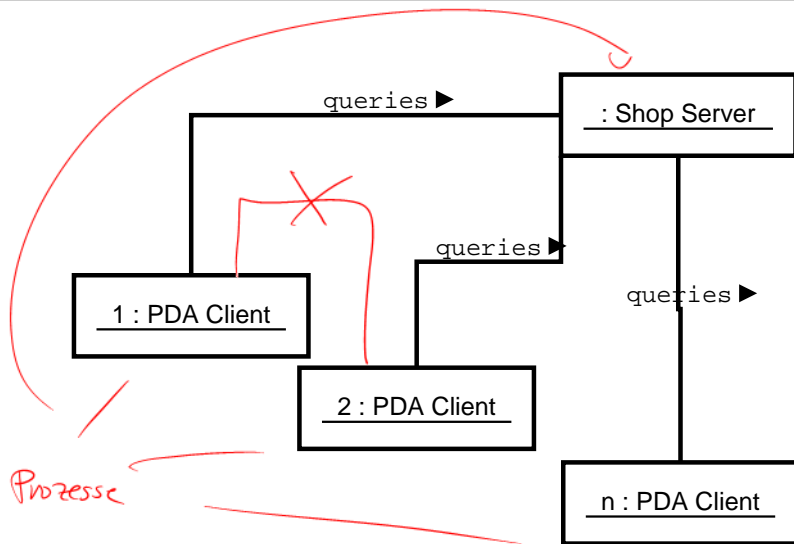 queries ►
: Shop Server
queries ►
queries ►
1 : PDA Client
2 : PDA Client
Prozesse
n : PDA Client